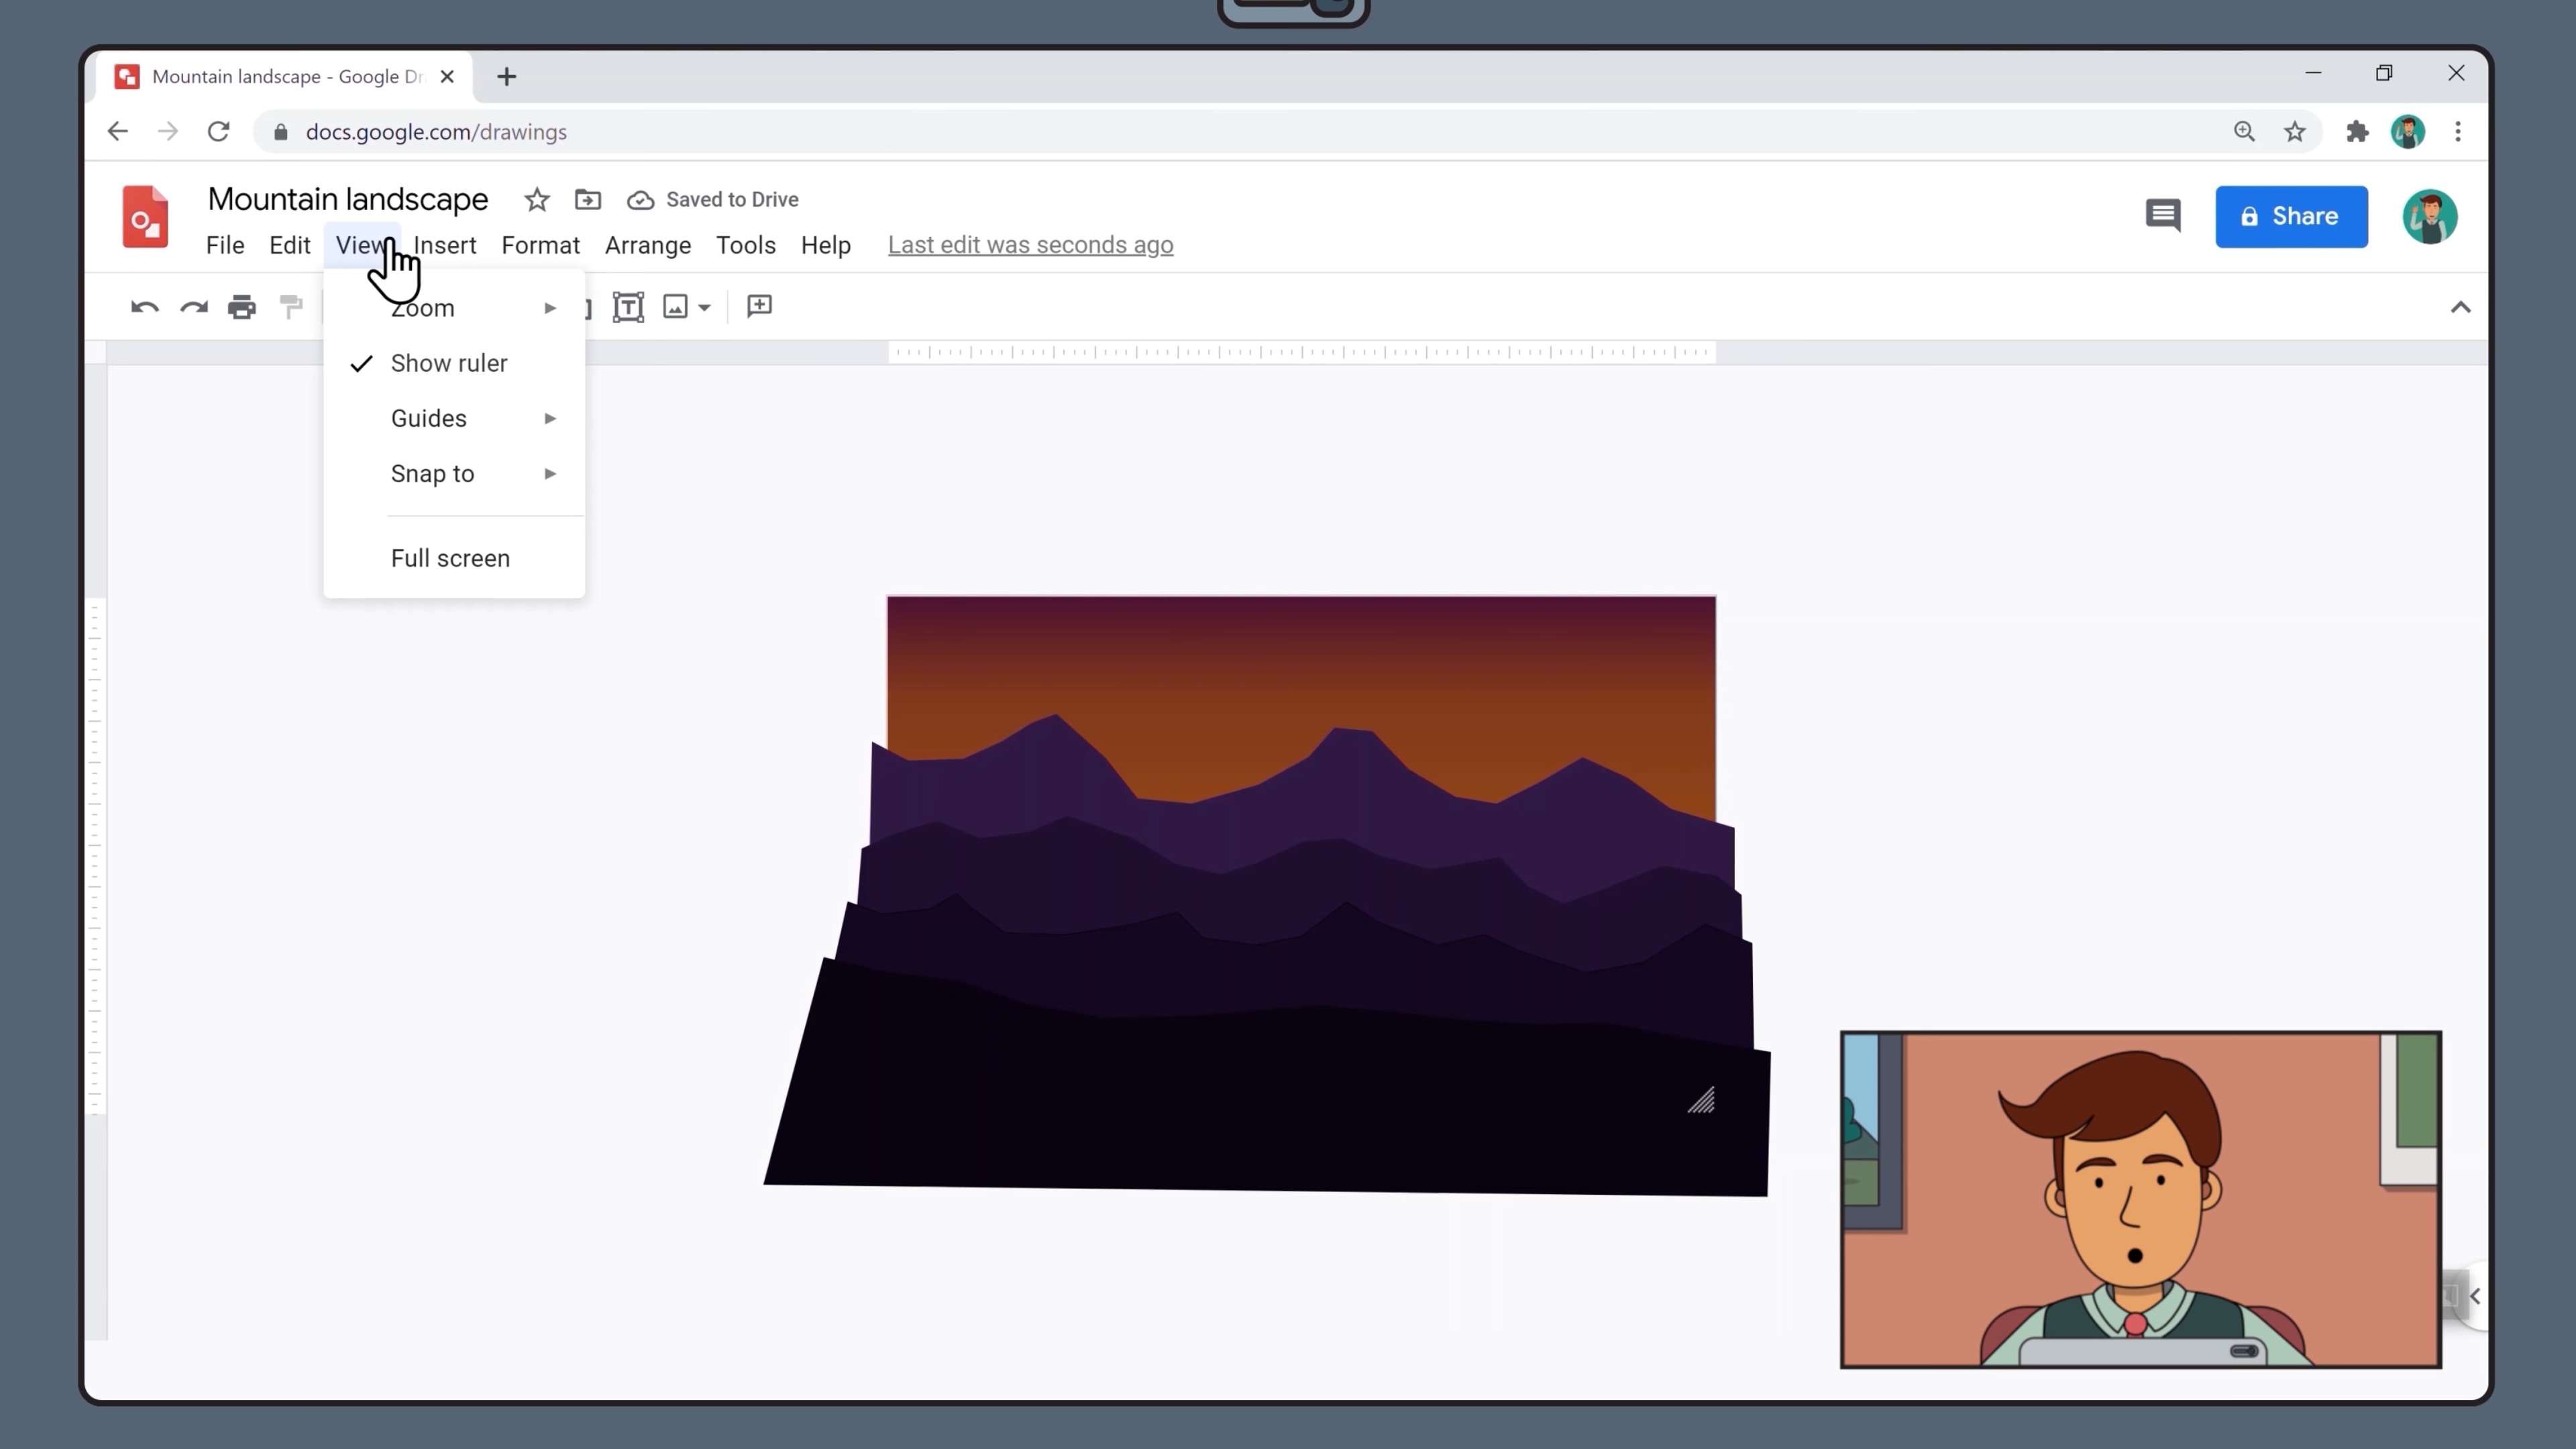 Mountain landscape - Google Dr
docs.google.com/drawings
Mountain landscape
Saved to Drive
File Edit View Insert Format Arrange Tools Help Last edit was seconds ago
Share
Zoom
Show ruler
Guides
Snap to
Full screen